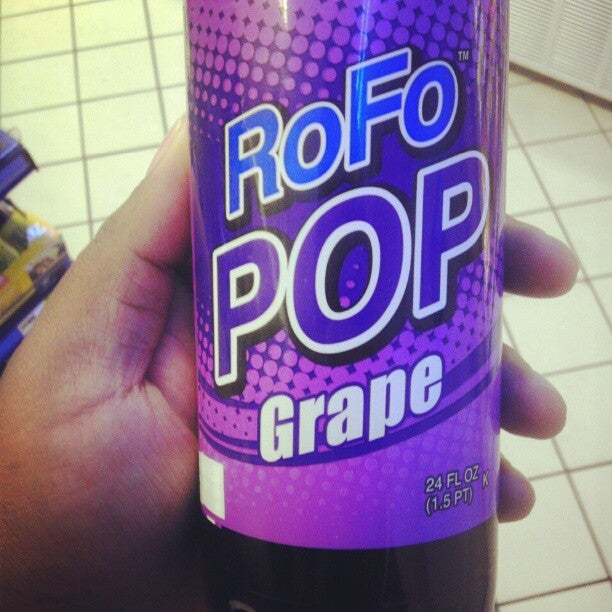 RoFo™
POP
Grape
24 FL OZ
(1.5 PT) K